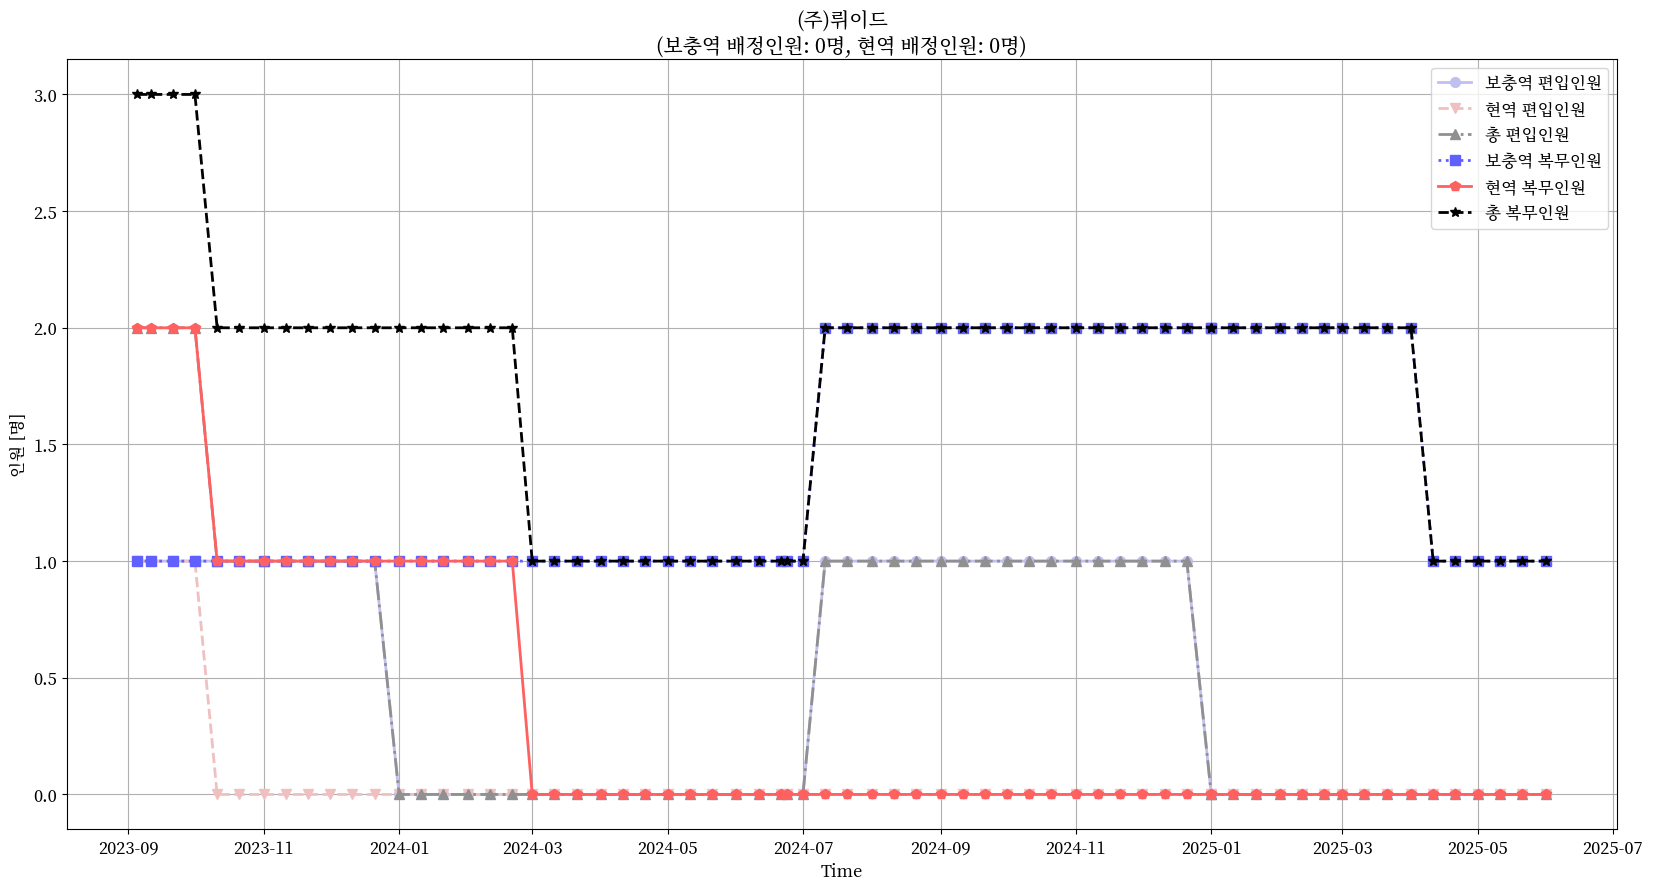 (주)뤼이드
(보충역 배정인원: 0명, 현역 배정인원: 0명)
보충역 편입인원
현역 편입인원
총 편입인원
보충역 복무인원
현역 복무인원
총 복무인원
인원 [명]
3.0
2.5
2.0
1.5
1.0
0.5
0.0
2023-09 2023-11 2024-01 2024-03 2024-05 2024-07 2024-09 2024-11 2025-01 2025-03 2025-05 2025-07
Time